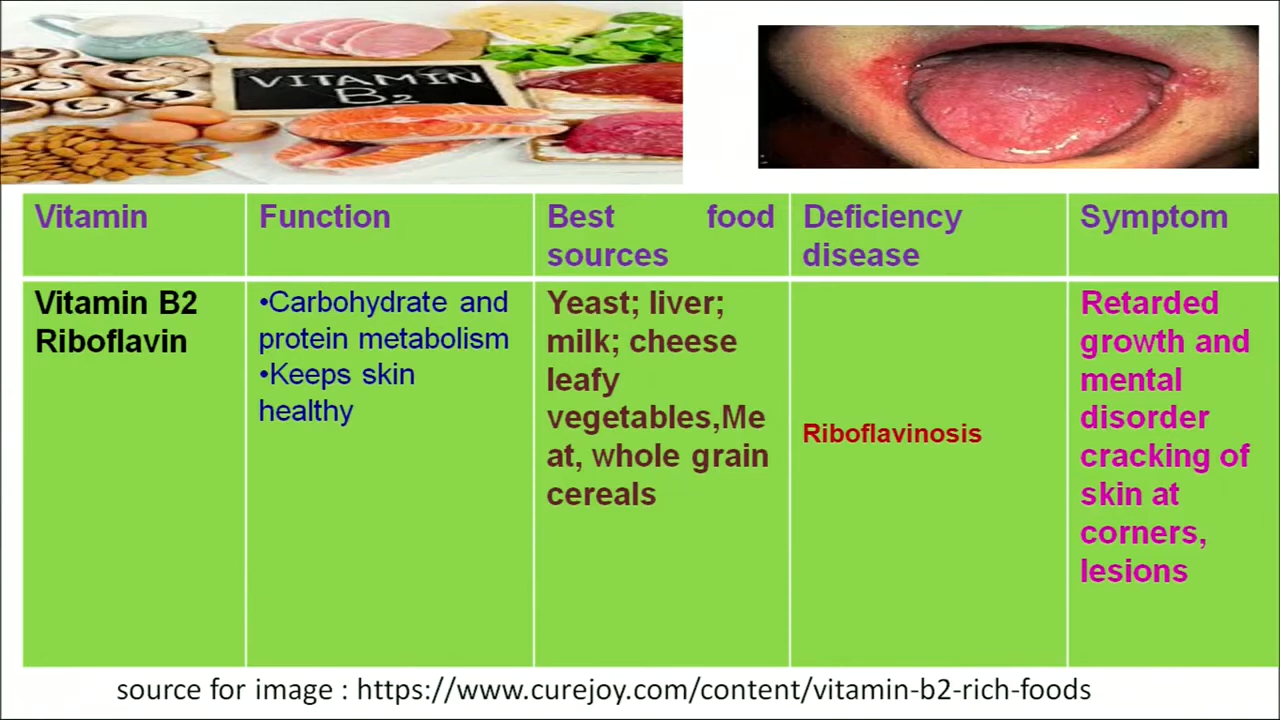 VITAMIN
B2
Vitamin
Function
Best food
sources
Deficiency
disease
Symptom
Vitamin B2
Riboflavin
•Carbohydrate and
protein metabolism
•Keeps skin
healthy
Yeast; liver;
milk; cheese
leafy
vegetables,Me
at, whole grain
cereals
Riboflavinosis
Retarded
growth and
mental
disorder
cracking of
skin at
corners,
lesions
source for image : https://www.curejoy.com/content/vitamin-b2-rich-foods